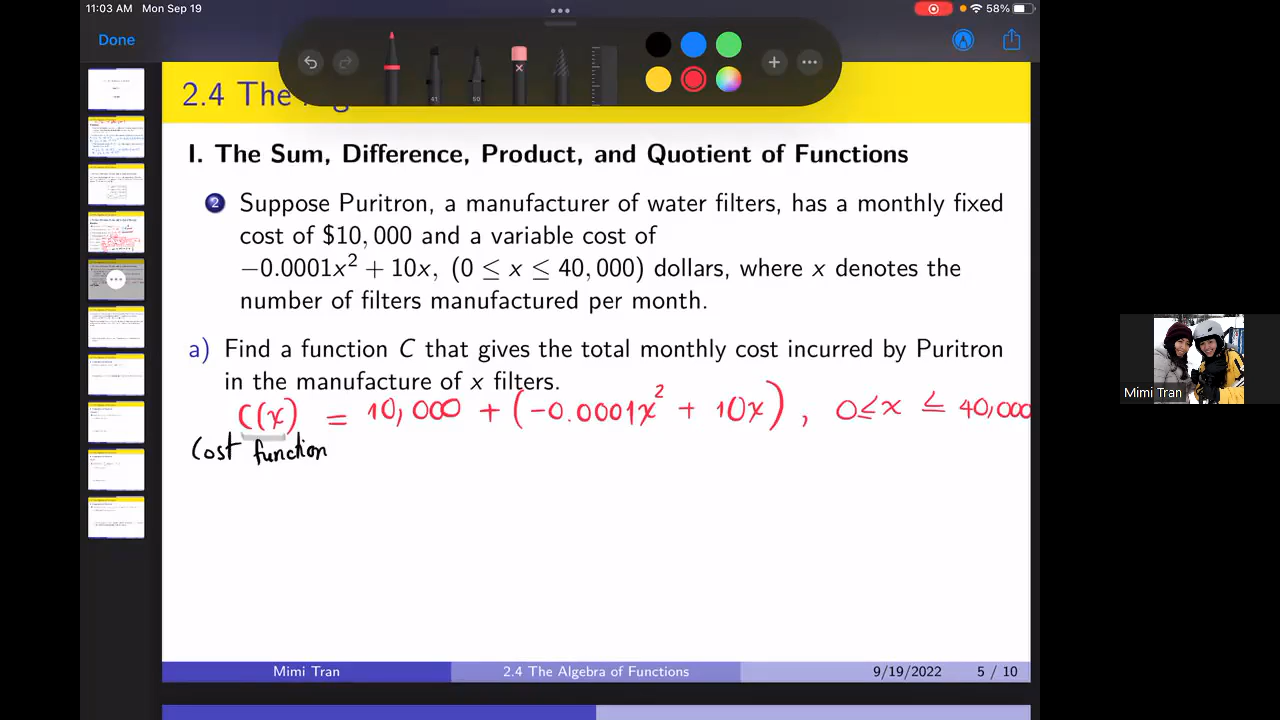 11:03 AM Mon Sep 19
58%
Done
41
50
2.4 The
I. The Sum, Difference, and Quotient of Functions
2 Suppose Puritron, a manufacturer of water filters, has a monthly fixed
cost of $10,000 and a variable cost of
−0.0001x² + 10x, (0 ≤ x ≤ 40,000) dollars, where x denotes the
number of filters manufactured per month.
a) Find a function C that gives the total monthly cost incurred by Puritron
in the manufacture of x filters.
C(x) = 10,000 + (-0.0001x² + 10x), 0 ≤ x ≤ 40,000
Cost function
Mimi Tran
2.4 The Algebra of Functions
9/19/2022
5 / 10
Mimi Tran